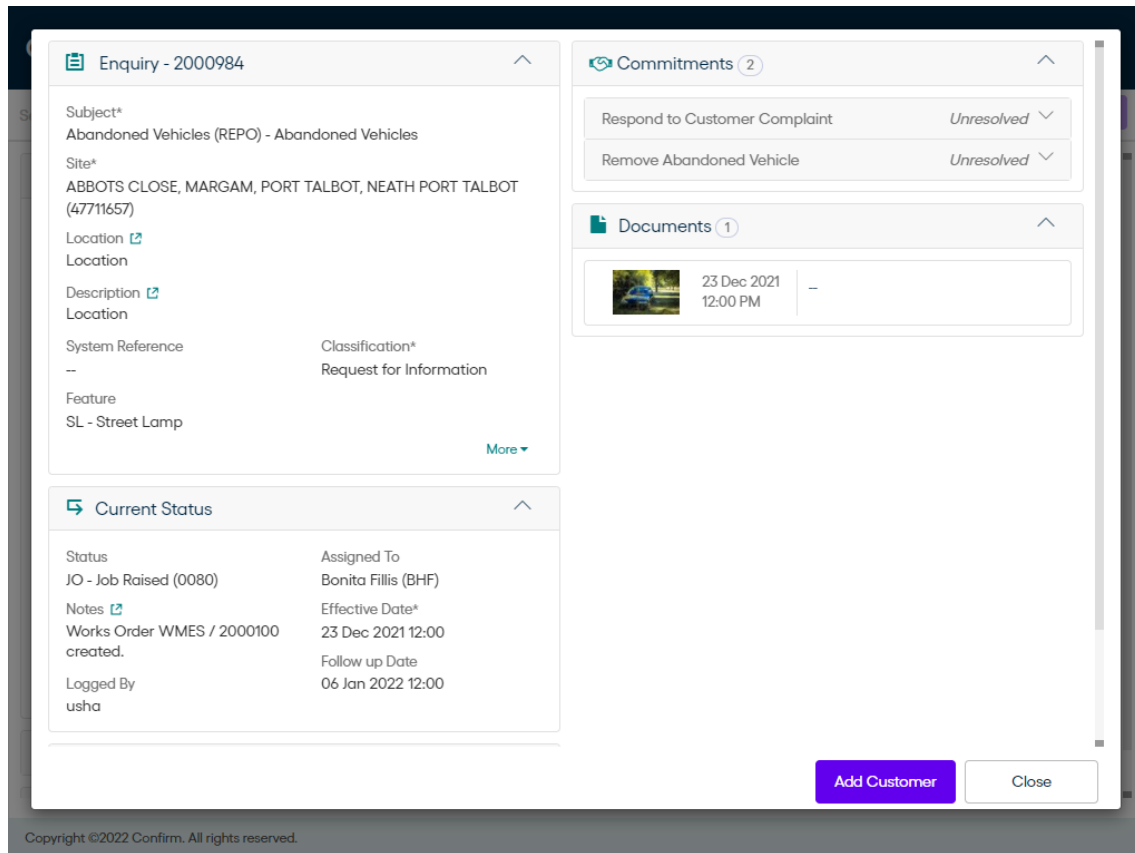 Enquiry - 2000984
Subject*
Abandoned Vehicles (REPO) - Abandoned Vehicles
Site*
ABBOTS CLOSE, MARGAM, PORT TALBOT, NEATH PORT TALBOT
(47711657)
Location
Location
Description
Location
System Reference
--
Classification*
Request for Information
Feature
SL - Street Lamp
More
Current Status
Status
JO - Job Raised (0080)
Assigned To
Bonita Fillis (BHF)
Notes
Works Order WMES / 2000100
created.
Effective Date*
23 Dec 2021 12:00
Follow up Date
06 Jan 2022 12:00
Logged By
usha
Commitments 2
Respond to Customer Complaint Unresolved
Remove Abandoned Vehicle Unresolved
Documents 1
23 Dec 2021
12:00 PM
--
Add Customer
Close
Copyright ©2022 Confirm. All rights reserved.